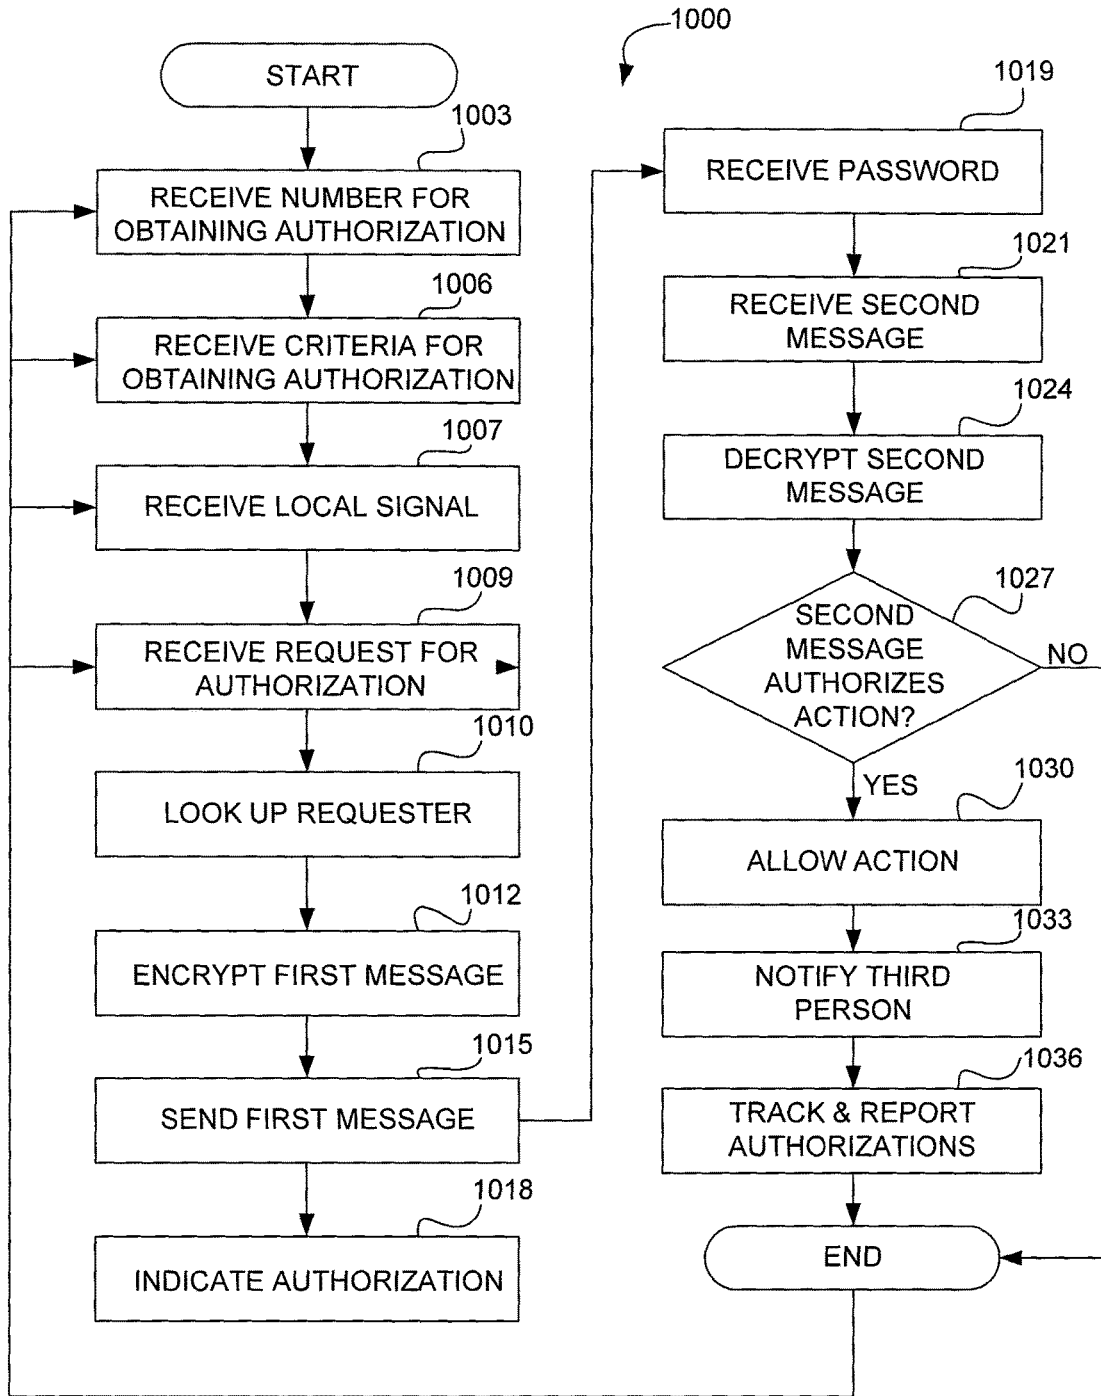 1000
START
1003
RECEIVE NUMBER FOR
OBTAINING AUTHORIZATION
1006
RECEIVE CRITERIA FOR
OBTAINING AUTHORIZATION
1007
RECEIVE LOCAL SIGNAL
1009
RECEIVE REQUEST FOR
AUTHORIZATION
1010
LOOK UP REQUESTER
1012
ENCRYPT FIRST MESSAGE
1015
SEND FIRST MESSAGE
1018
INDICATE AUTHORIZATION
1019
RECEIVE PASSWORD
1021
RECEIVE SECOND
MESSAGE
1024
DECRYPT SECOND
MESSAGE
1027
SECOND
MESSAGE
AUTHORIZES
ACTION?
NO
YES
1030
ALLOW ACTION
1033
NOTIFY THIRD
PERSON
1036
TRACK & REPORT
AUTHORIZATIONS
END